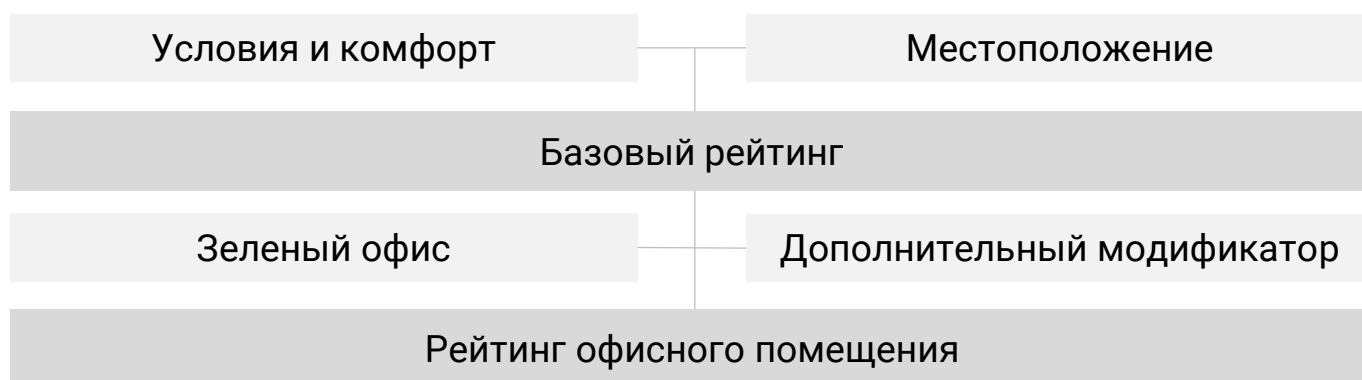 Условия и комфорт
Местоположение
Базовый рейтинг
Зеленый офис
Дополнительный модификатор
Рейтинг офисного помещения